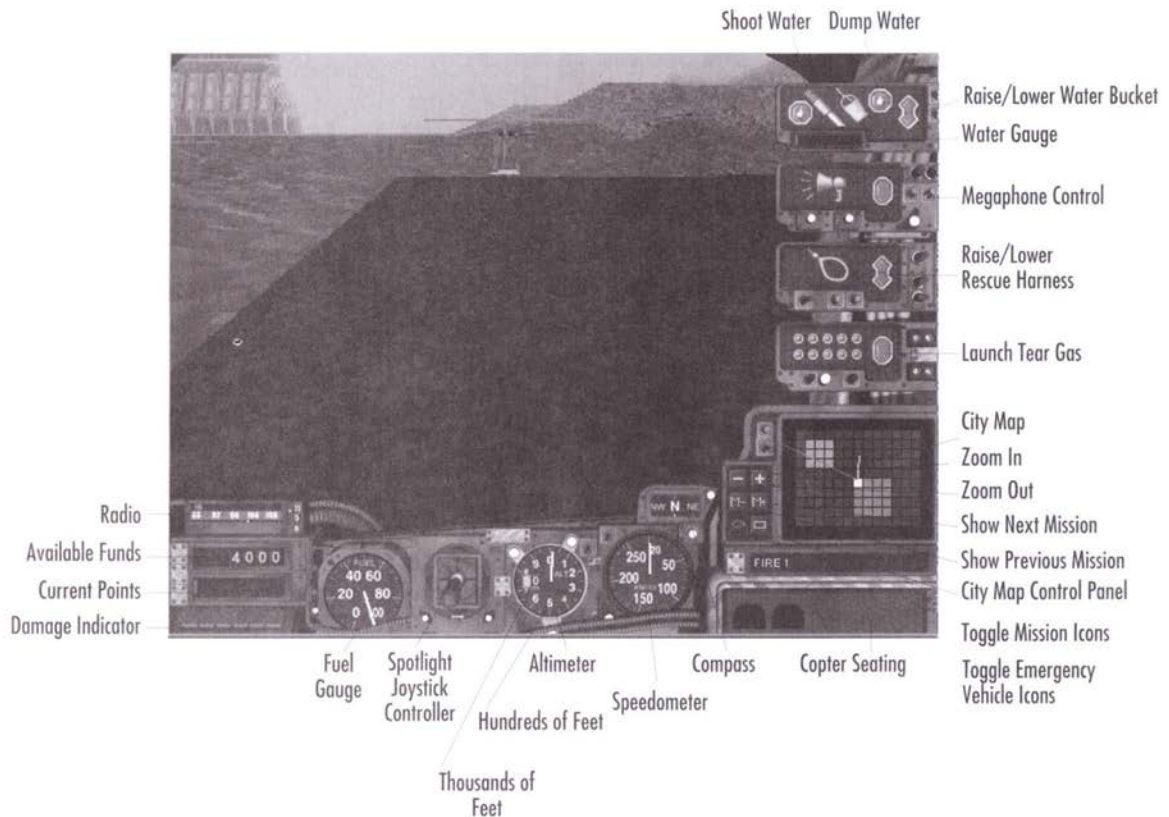 Shoot Water
Dump Water
Raise/Lower Water Bucket
Water Gauge
Megaphone Control
Raise/Lower
Rescue Harness
Launch Tear Gas
City Map
Zoom In
Zoom Out
Show Next Mission
Show Previous Mission
City Map Control Panel
Toggle Mission Icons
Toggle Emergency
Vehicle Icons
Radio
Available Funds
Current Points
Damage Indicator
4000
FUEL
40 60
20 80
NW N NE
250 20 50
200 100
150
FIRE 1
Fuel
Gauge
Spotlight
Joystick
Controller
Altimeter
Hundreds of Feet
Thousands of
Feet
Speedometer
Compass
Copter Seating